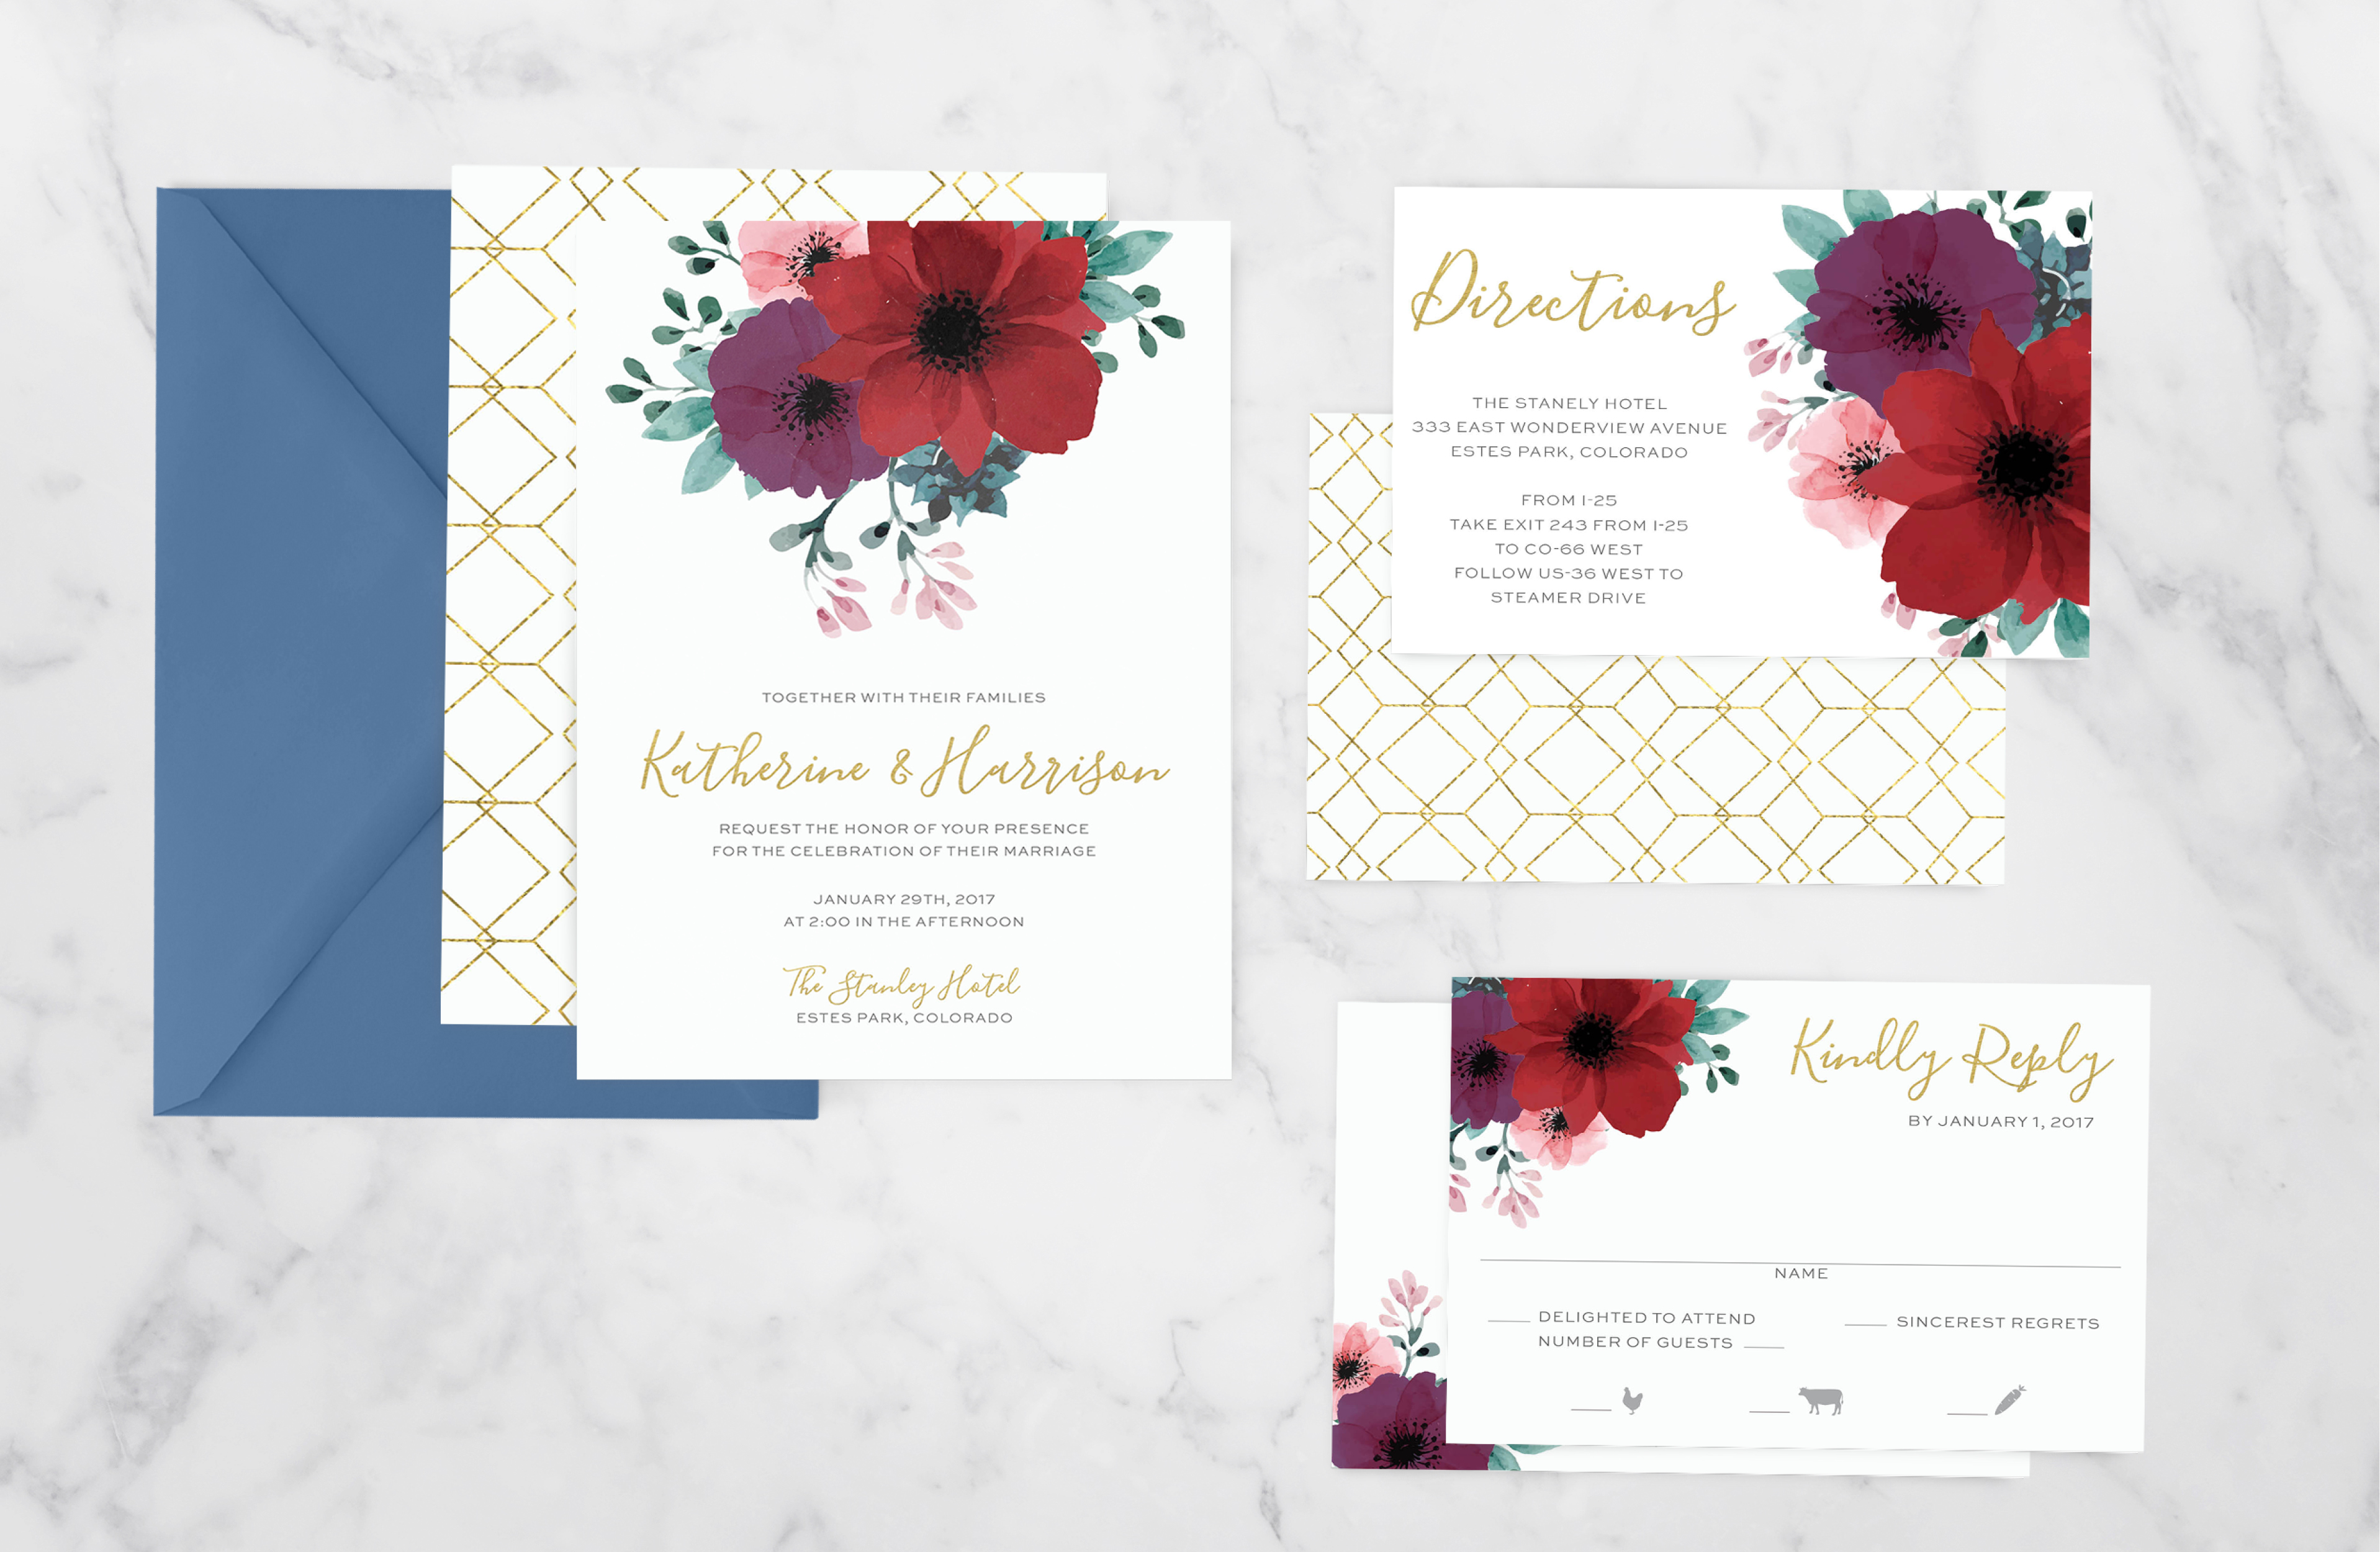 TOGETHER WITH THEIR FAMILIES
Katherine & Harrison
REQUEST THE HONOR OF YOUR PRESENCE
FOR THE CELEBRATION OF THEIR MARRIAGE
JANUARY 29TH, 2017
AT 2:00 IN THE AFTERNOON
The Stanley Hotel
ESTES PARK, COLORADO
Directions
THE STANELY HOTEL
333 EAST WONDERVIEW AVENUE
ESTES PARK, COLORADO
FROM I-25
TAKE EXIT 243 FROM I-25
TO CO-66 WEST
FOLLOW US-36 WEST TO
STEAMER DRIVE
Kindly Reply
BY JANUARY 1, 2017
NAME
DELIGHTED TO ATTEND
NUMBER OF GUESTS
SINCEREST REGRETS